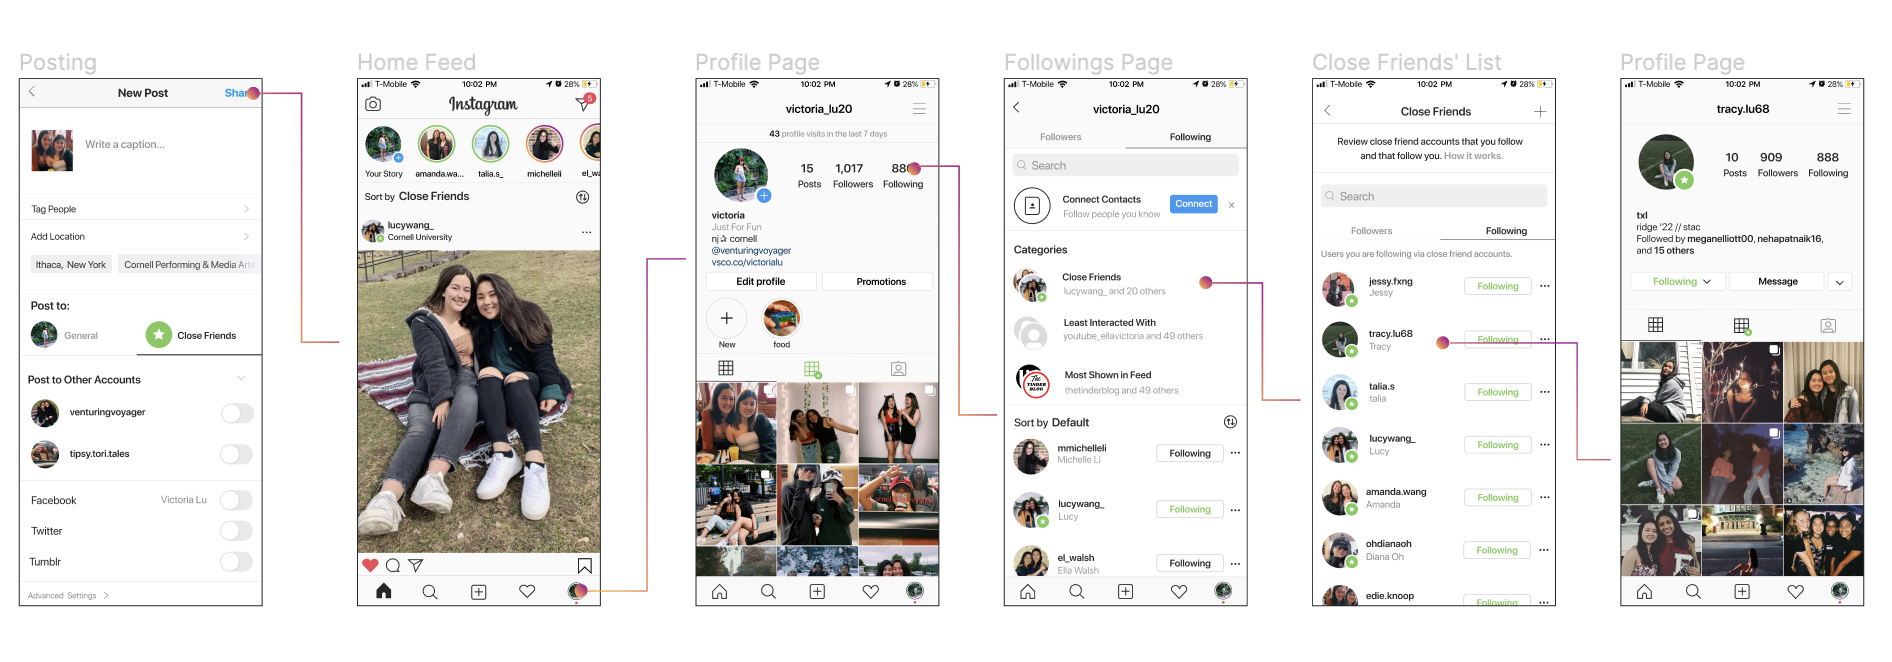 Posting
New Post
Shar
Write a caption...
Tag People
Add Location
Ithaca, New York
Cornell Performing & Media Arts
Post to:
General
Close Friends
Post to Other Accounts
venturingvoyager
tipsy.tori.tales
Facebook
Victoria Lu
Twitter
Tumblr
Advanced Settings
Home Feed
T-Mobile
10:02 PM
28%
Instagram
6
Your Story
amanda.wa...
talia.s_
michelleli
el_wa
Sort by Close Friends
lucywang_
Cornell University
Profile Page
T-Mobile
10:02 PM
28%
victoria_lu20
43 profile visits in the last 7 days
15
1,017
88
Posts
Followers
Following
victoria
Just For Fun
nj✰ cornell
@venturingvoyager
vsco.co/victorialu
Edit profile
Promotions
New
food
Followings Page
T-Mobile
10:02 PM
28%
victoria_lu20
Followers
Following
Search
Connect Contacts
Follow people you know
Connect
Categories
Close Friends
lucywang_ and 20 others
Least Interacted With
youtube_ellavictoria and 49 others
The
TINDER
BLOG
Most Shown in Feed
thetinderblog and 49 others
Sort by Default
mmichelleli
Michelle Li
Following
lucywang_
Lucy
Following
el_walsh
Ella Walsh
Following
Close Friends' List
T-Mobile
10:02 PM
28%
Close Friends
Review close friend accounts that you follow
and that follow you. How it works.
Search
Followers
Following
Users you are following via close friend accounts.
jessy.fxng
Jessy
Following
tracy.lu68
Tracy
Following
talia.s
talia
Following
lucywang_
Lucy
Following
amanda.wang
Amanda
Following
ohdianaoh
Diana Oh
Following
edie.knoop
Following
Profile Page
T-Mobile
10:02 PM
28%
tracy.lu68
10
909
888
Posts
Followers
Following
txl
ridge '22 // stac
Followed by meganelliott00, nehapatnaik16,
and 15 others
Following
Message